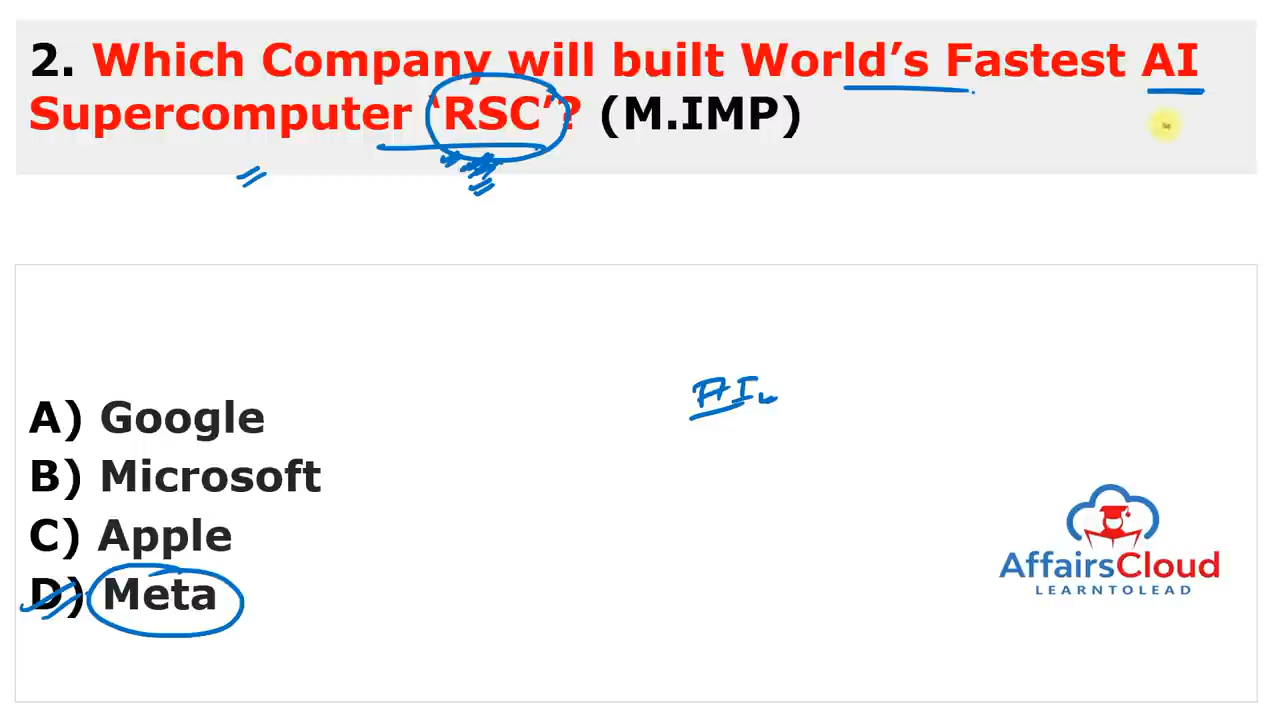 2. Which Company will built World’s Fastest AI
Supercomputer ‘RSC’? (M.IMP)
AI
A) Google
B) Microsoft
C) Apple
D) Meta
AffairsCloud
LEARNTOLEAD